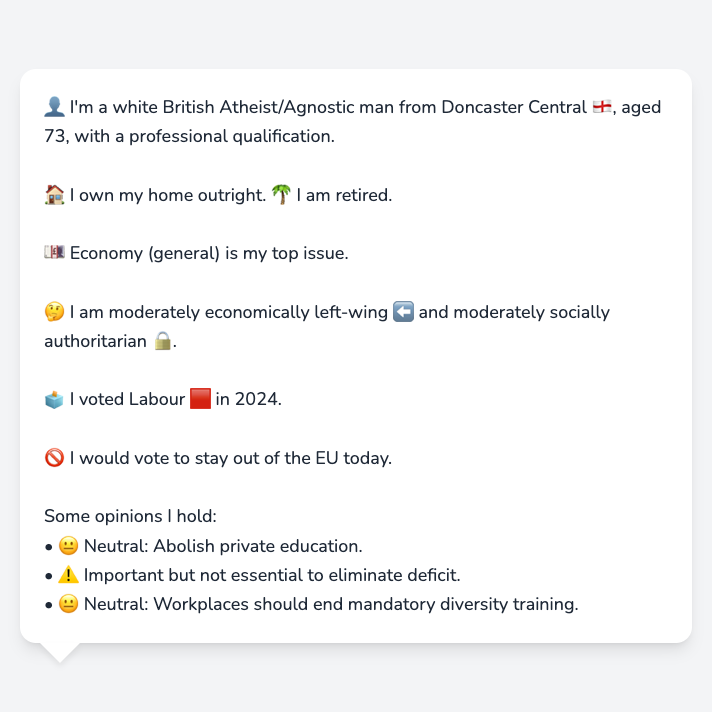 👤 I'm a white British Atheist/Agnostic man from Doncaster Central 🏴󠁧󠁢󠁥󠁮󠁧󠁿, aged
73, with a professional qualification.
🏠 I own my home outright. 🌴 I am retired.
💷 Economy (general) is my top issue.
🤔 I am moderately economically left-wing ⬅️ and moderately socially
authoritarian 🔒.
🗳️ I voted Labour 🟥 in 2024.
🚫 I would vote to stay out of the EU today.
Some opinions I hold:
• 😐 Neutral: Abolish private education.
• ⚠️ Important but not essential to eliminate deficit.
• 😐 Neutral: Workplaces should end mandatory diversity training.